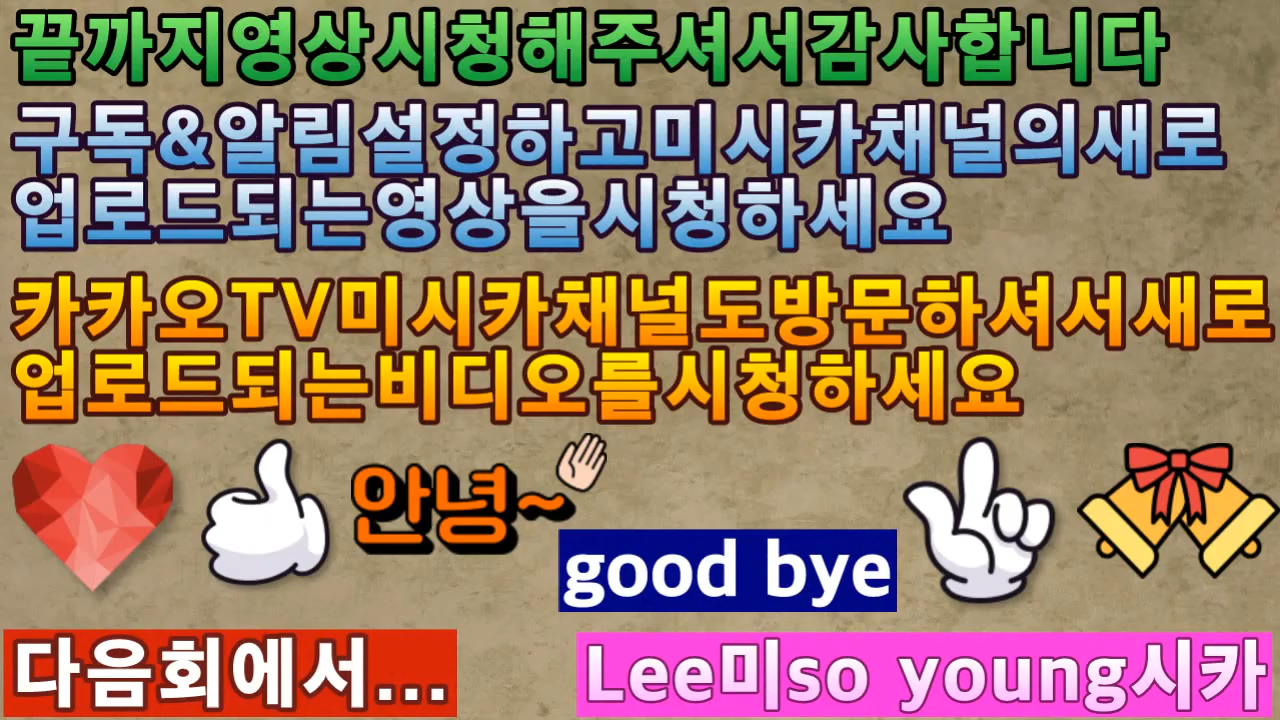 끝까지영상시청해주셔서감사합니다
구독&알림설정하고미시카채널의새로
업로드되는영상을시청하세요
카카오TV미시카채널도방문하셔서새로
업로드되는비디오를시청하세요
안녕~
good bye
다음회에서...
Lee미so young시카